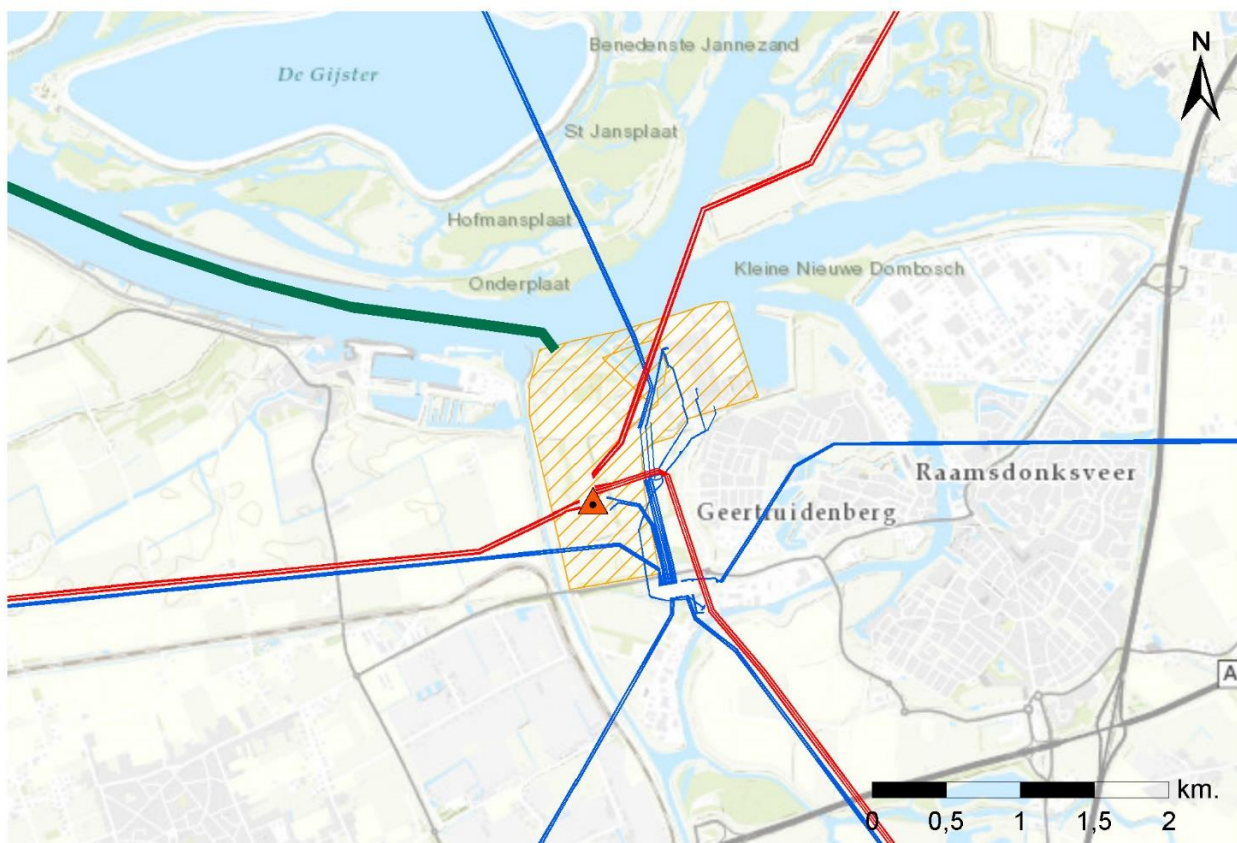 Benedenste Jannezand
N
De Gijster
St Jansplaat
Hofmansplaat
Kleine Nieuwe Dombosch
Onderplaat
Raamsdonksveer
Geertruidenberg
A
km.
0 0,5 1 1,5 2